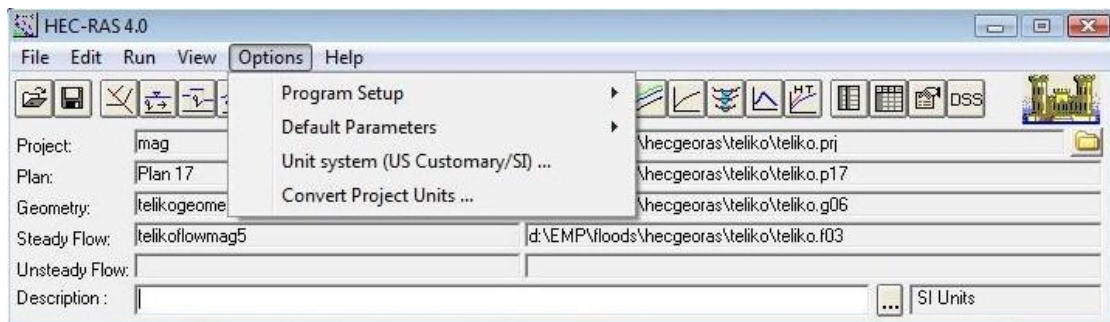 HEC-RAS 4.0
File Edit Run View Options Help
Program Setup
Default Parameters
Unit system (US Customary/SI) ...
Convert Project Units ...
HT
DSS
Project: mag \hecgeoras\teliko\teliko.prj
Plan: Plan 17 \hecgeoras\teliko\teliko.p17
Geometry: telikogeome \hecgeoras\teliko\teliko.g06
Steady Flow: telikoflowmag5 d:\EMP\floods\hecgeoras\teliko\teliko.f03
Unsteady Flow:
Description : ... SI Units